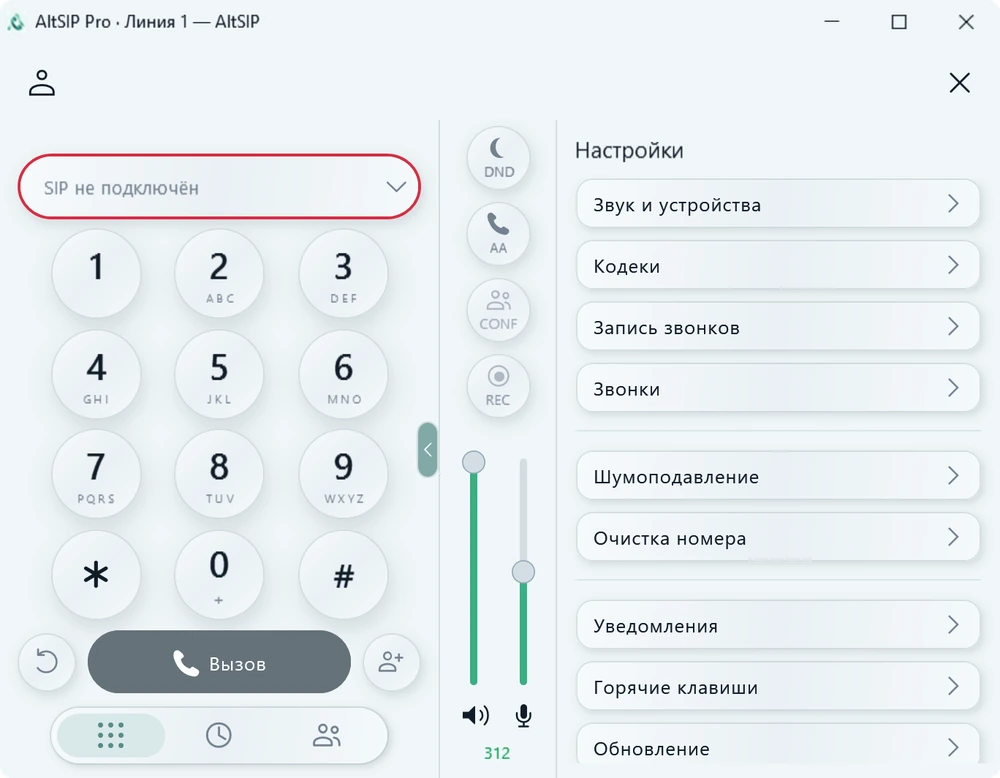 AltSIP Pro · Линия 1 — AltSIP
SIP не подключён
1
2
ABC
3
DEF
4
GHI
5
JKL
6
MNO
7
PQRS
8
TUV
9
WXYZ
*
0
+
#
Вызов
DND
AA
CONF
REC
312
Настройки
Звук и устройства
Кодеки
Запись звонков
Звонки
Шумоподавление
Очистка номера
Уведомления
Горячие клавиши
Обновление